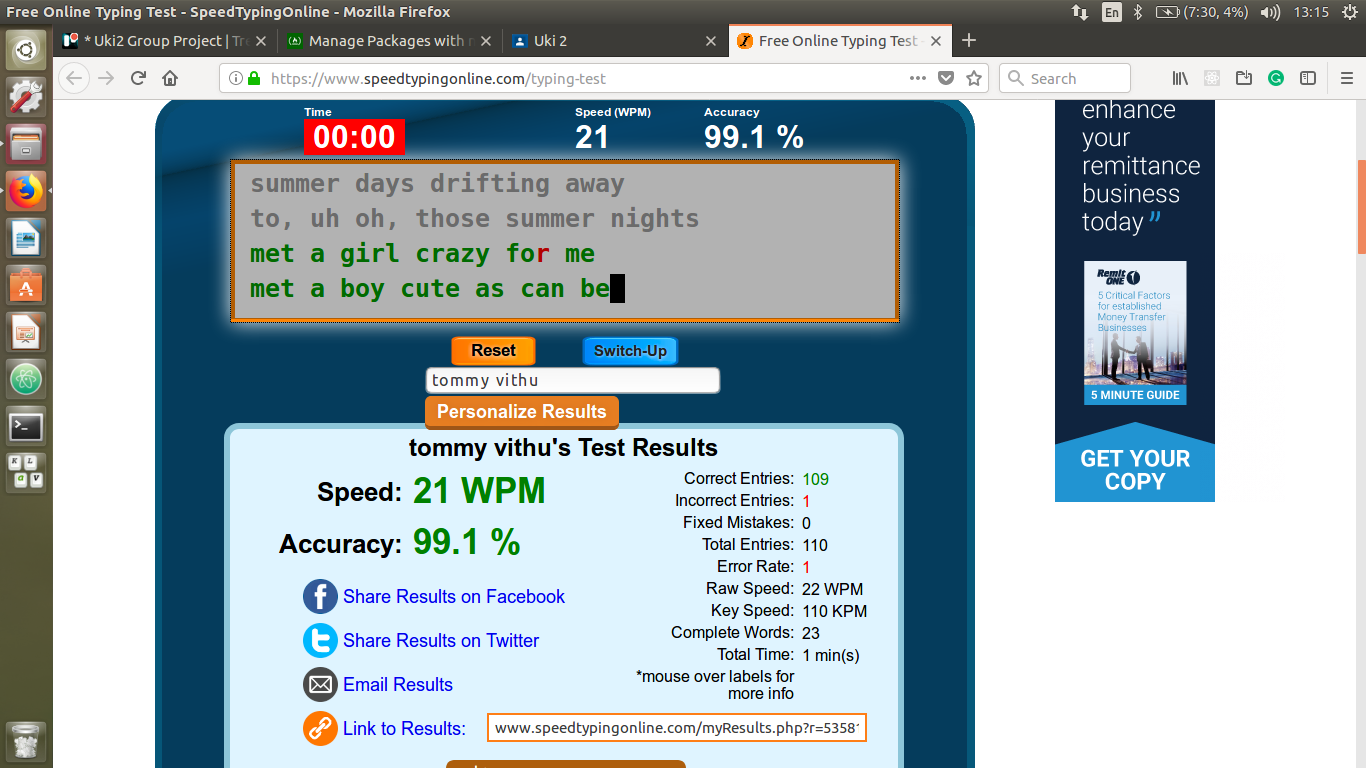 Free Online Typing Test - SpeedTypingOnline - Mozilla Firefox
En
(7:30, 4%)
13:15
* Uki2 Group Project | Tre
Manage Packages with n
Uki 2
Free Online Typing Test
https://www.speedtypingonline.com/typing-test
Search
Time
Speed (WPM)
Accuracy
00:00
21
99.1 %
summer days drifting away
to, uh oh, those summer nights
met a girl crazy for me
met a boy cute as can be
Reset
Switch-Up
tommy vithu
Personalize Results
tommy vithu's Test Results
Speed: 21 WPM
Accuracy: 99.1 %
Share Results on Facebook
Share Results on Twitter
Email Results
Link to Results: www.speedtypingonline.com/myResults.php?r=5358
Correct Entries: 109
Incorrect Entries: 1
Fixed Mistakes: 0
Total Entries: 110
Error Rate: 1
Raw Speed: 22 WPM
Key Speed: 110 KPM
Complete Words: 23
Total Time: 1 min(s)
*mouse over labels for
more info
enhance
your
remittance
business
today”
Remit
ONE
5 Critical Factors
for established
Money Transfer
Businesses
5 MINUTE GUIDE
GET YOUR
COPY
K L
a V